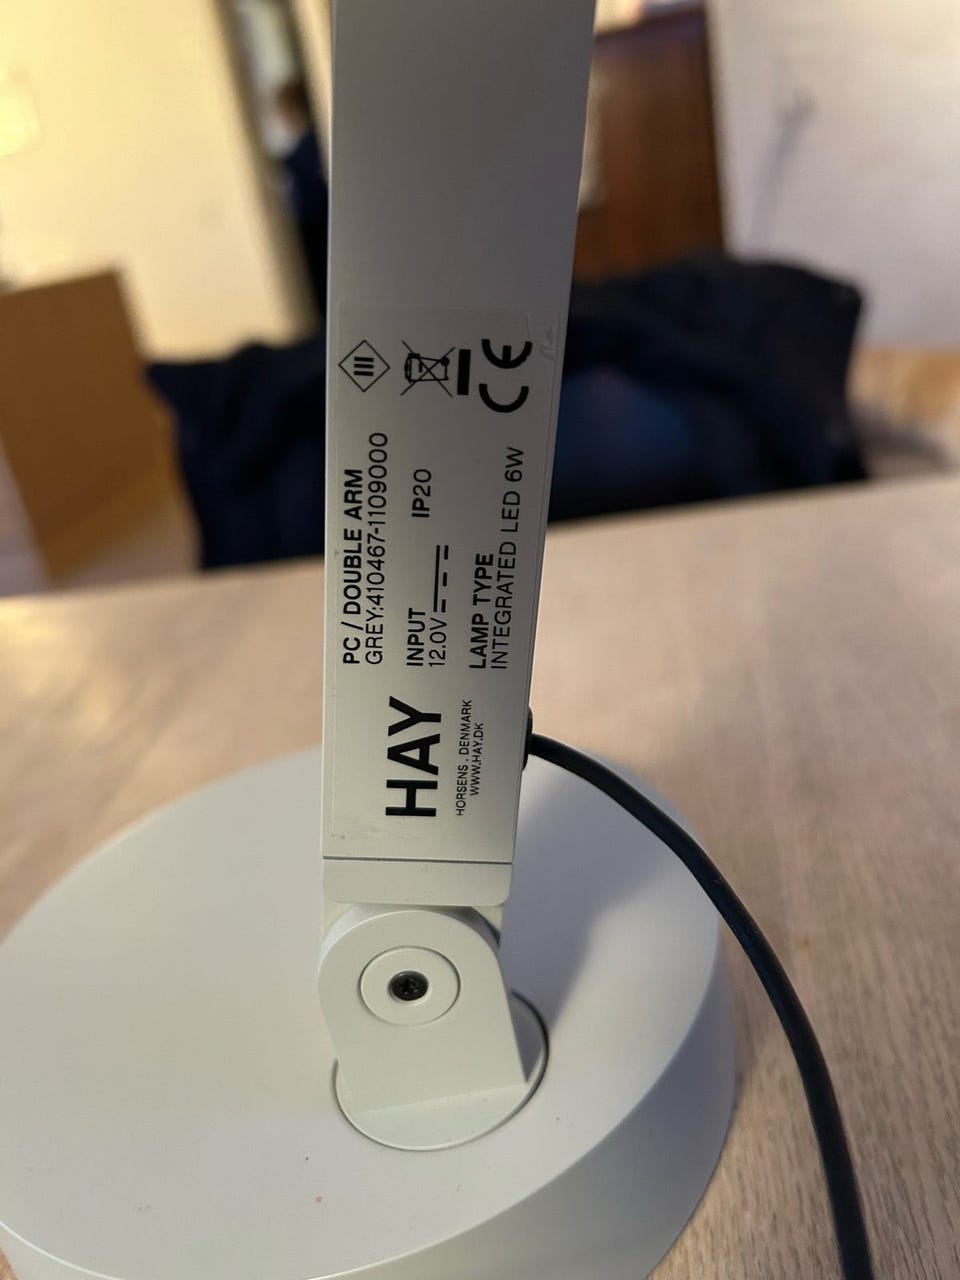 HAY
HORSENS . DENMARK
WWW.HAY.DK
PC / DOUBLE ARM
GREY:410467-1109000
INPUT
12.0V
IP20
LAMP TYPE
INTEGRATED LED 6W
III
CE